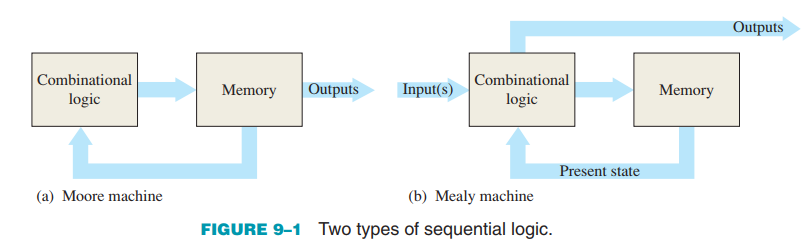 Combinational
logic
Memory
Outputs
(a) Moore machine
Outputs
Input(s)
Combinational
logic
Memory
Present state
(b) Mealy machine
FIGURE 9–1 Two types of sequential logic.